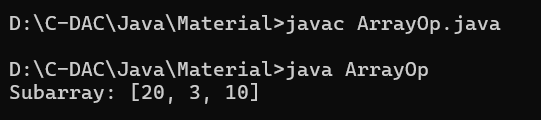 D:\C-DAC\Java\Material>javac ArrayOp.java
D:\C-DAC\Java\Material>java ArrayOp
Subarray: [20, 3, 10]